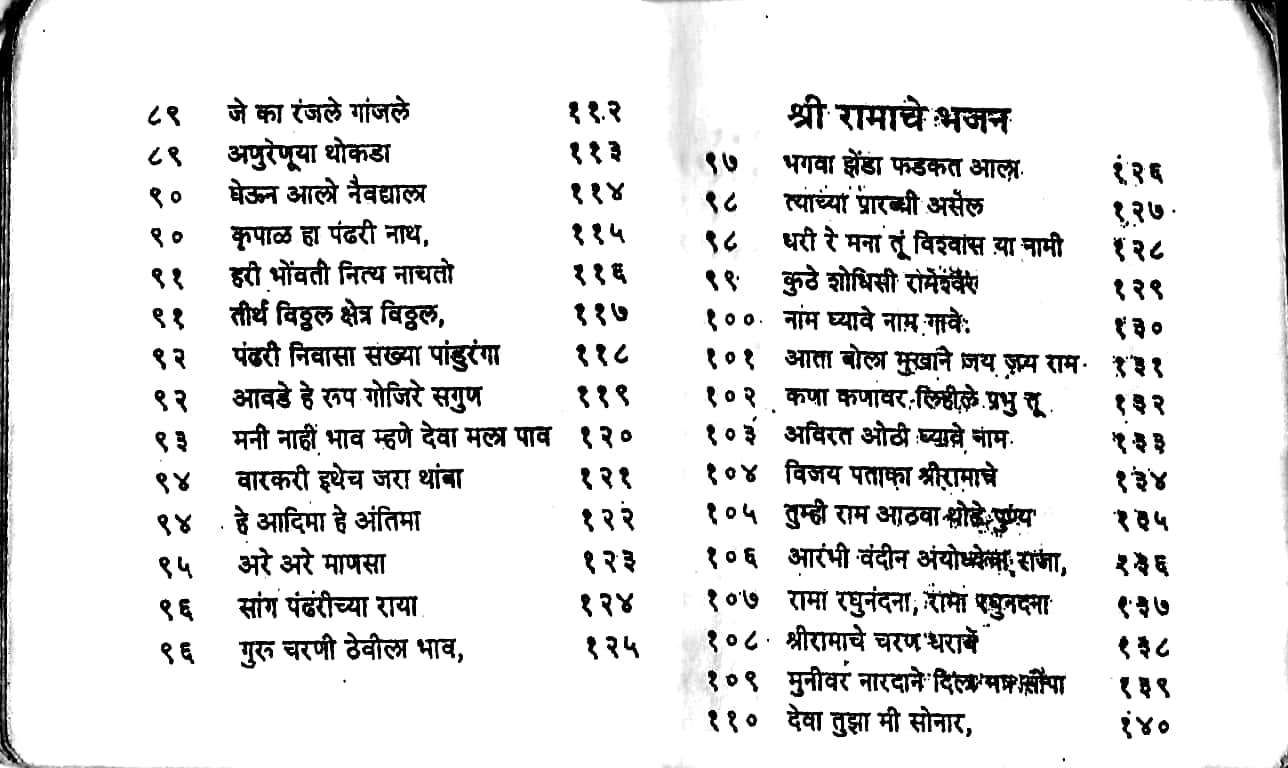 ८९ जे का रंजले गांजले ११२
८९ अणुरेणूया थोकडा ११३
९० घेऊन आलो नैवद्याला ११४
९० कृपाळ हा पंढरी नाथ, ११५
९१ हरी भोंवती नित्य नाचतो ११६
९१ तीर्थ विठ्ठल क्षेत्र विठ्ठल, ११७
९२ पंढरी निवासा सख्या पांडुरंगा ११८
९२ आवडे हे रूप गोजिरे सगुण ११९
९३ मनी नाहीं भाव म्हणे देवा मला पाव १२०
९४ वारकरी इथेच जरा थांबा १२१
९४ हे आदिमा हे अंतिमा १२२
९५ अरे अरे माणसा १२३
९६ सांग पंढरीच्या राया १२४
९६ गुरू चरणी ठेवीला भाव, १२५
श्री रामाचे भजन
९७ भगवा झेंडा फडकत आला १२६
९८ त्याच्या प्रारब्धी असेल १२७
९८ धरी रे मना तूं विश्वास या नामी १२८
९९ कुठे शोधिसी रामेश्वर १२९
१०० नाम घ्यावे नाम गावे १३०
१०१ आता बोला मुखाने जय जय राम १३१
१०२ कणा कणावर लिहीले प्रभु तू १३२
१०३ अविरत ओठी घ्यावे नाम १३३
१०४ विजय पताका श्रीरामाचे १३४
१०५ तुम्ही राम आठवा थोडे पुण्य १३५
१०६ आरंभी वंदीन अयोध्येचा राजा, १३६
१०७ रामा रघुनंदना, रामा रघुनदना १३७
१०८ श्रीरामाचे चरण धरावे १३८
१०९ मुनीवर नारदाने दिला मंत्र सोपा १३९
११० देवा तुझा मी सोनार, १४०